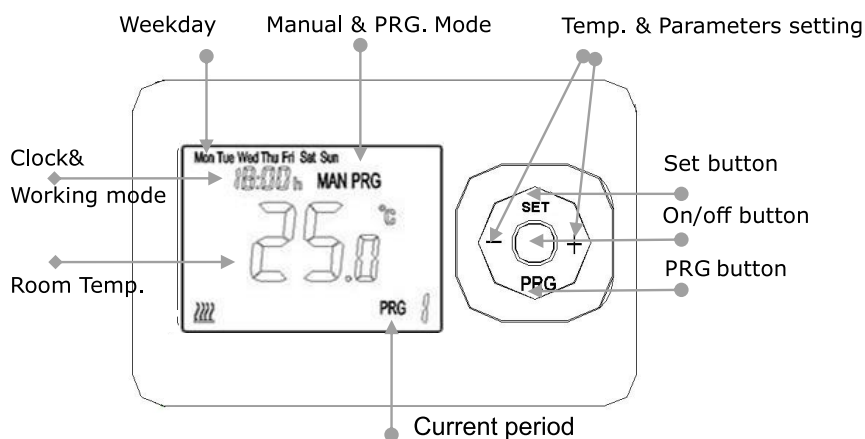 Weekday
Manual & PRG. Mode
Temp. & Parameters setting
Clock&
Working mode
Room Temp.
Mon Tue Wed Thu Fri Sat Sun
18:00 h MAN PRG
25.0 °C
PRG 1
SET
− +
PRG
Set button
On/off button
PRG button
Current period